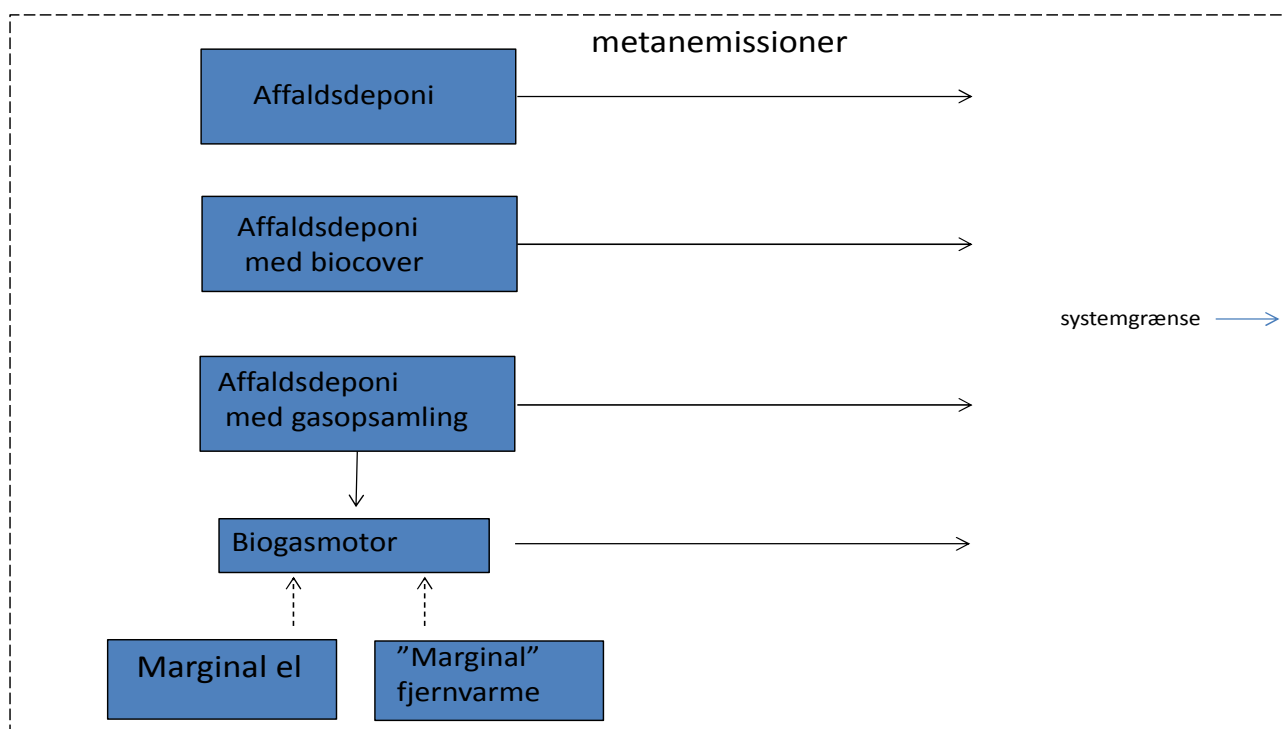 metanemissioner
Affaldsdeponi
Affaldsdeponi
med biocover
systemgrænse
Affaldsdeponi
med gasopsamling
Biogasmotor
Marginal el
”Marginal”
fjernvarme